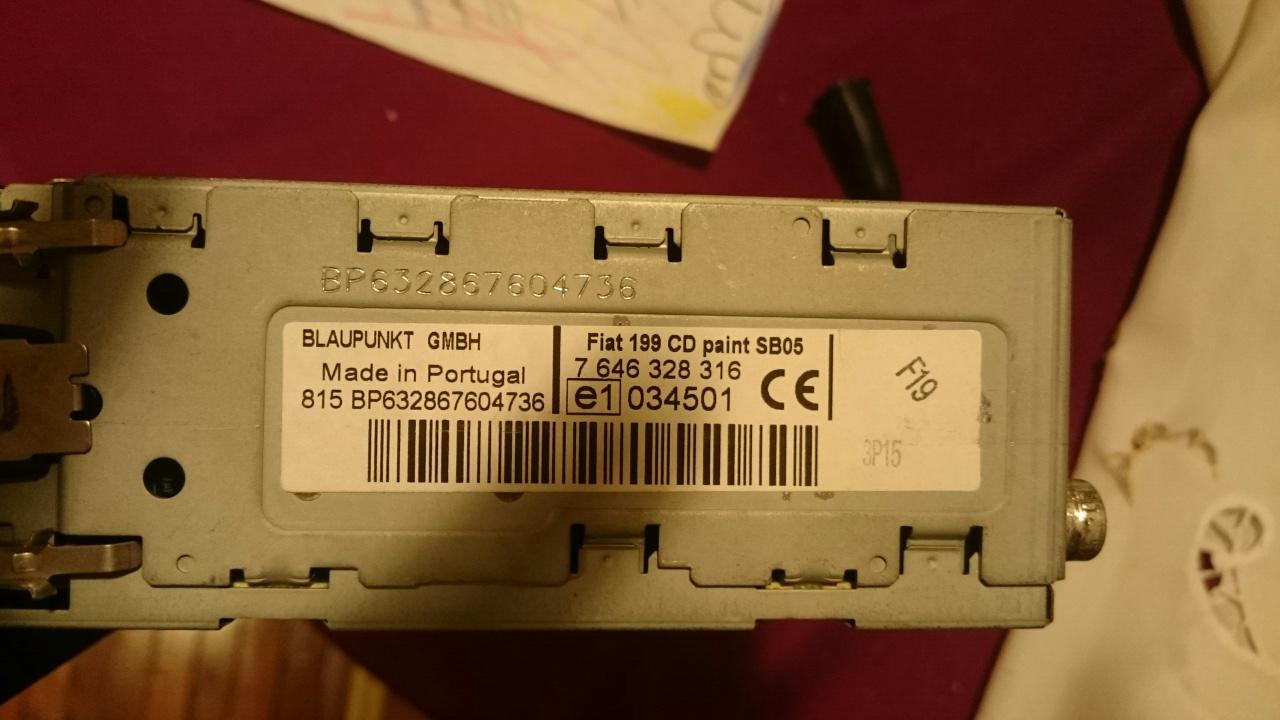 BP632867604736
BLAUPUNKT GMBH
Made in Portugal
815 BP632867604736
Fiat 199 CD paint SB05
7 646 328 316
e1 034501 CE
F19
3P15